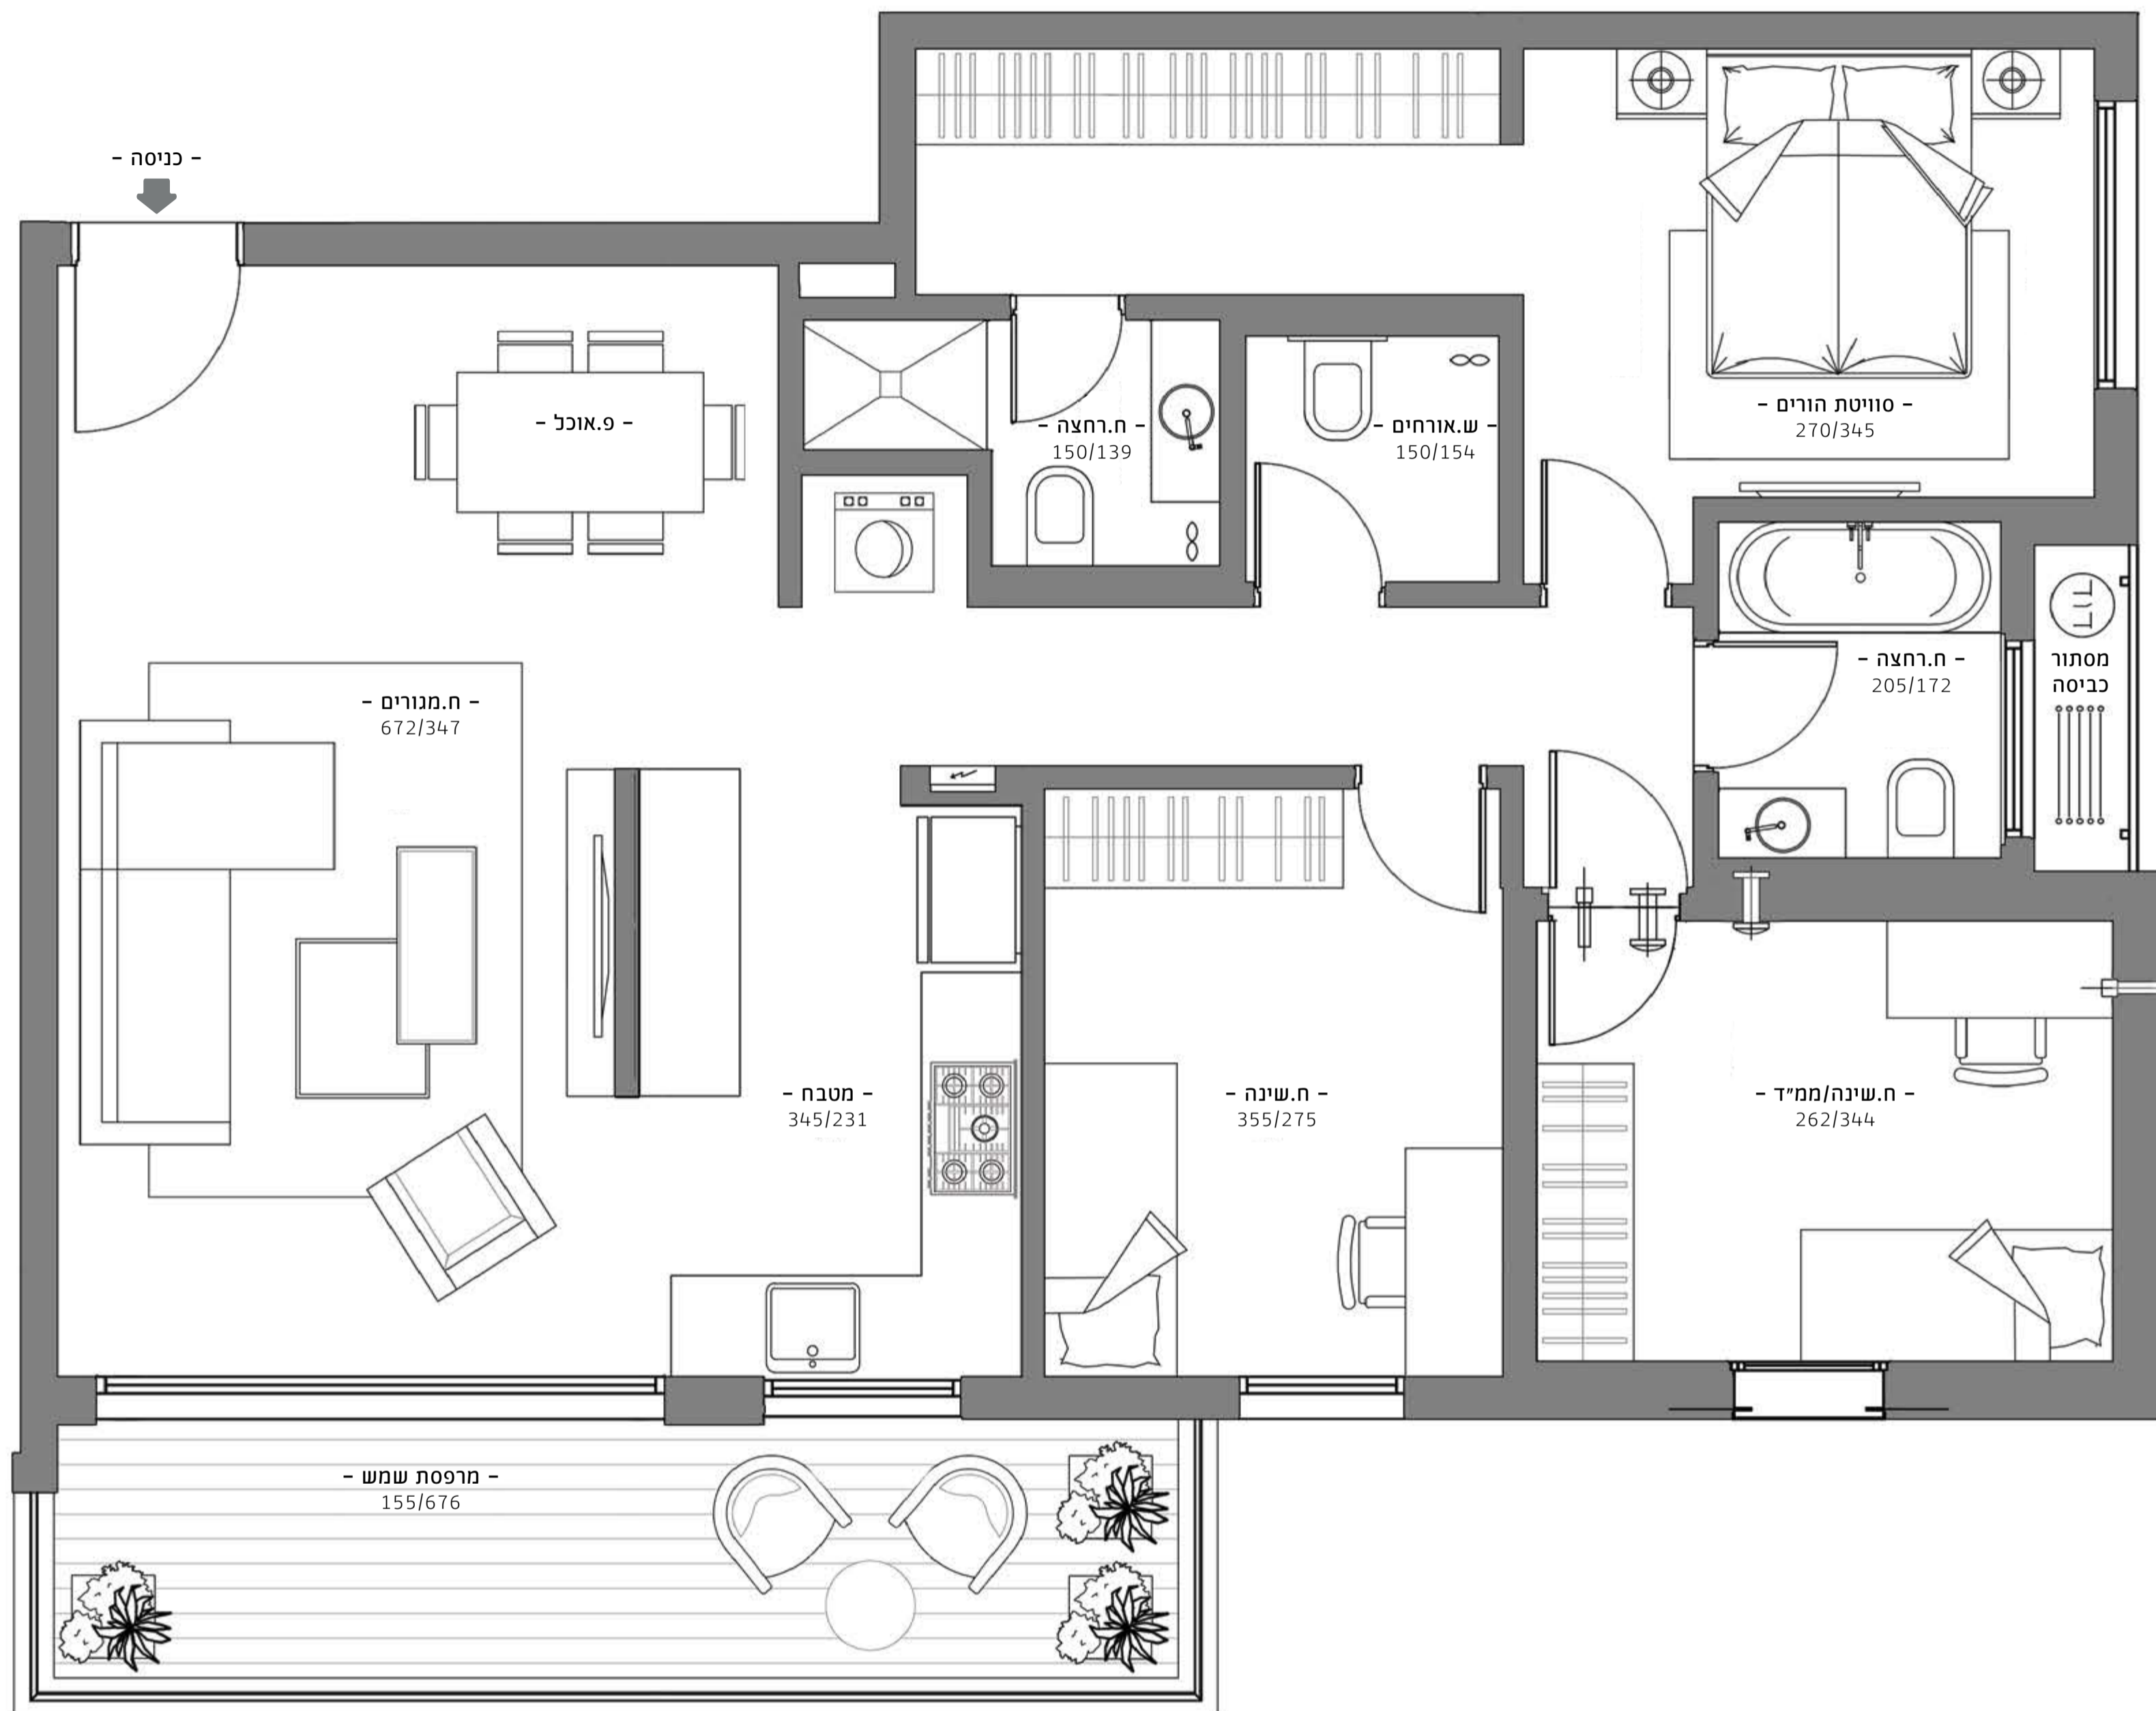 - כניסה -
- סוויטת הורים -
270/345
- פ.אוכל -
- ח.רחצה -
150/139
- ש.אורחים -
150/154
- ח.רחצה -
205/172
דוד
מסתור
כביסה
- ח.מגורים -
672/347
- מטבח -
345/231
- ח.שינה -
355/275
- ח.שינה/ממ״ד -
262/344
- מרפסת שמש -
155/676